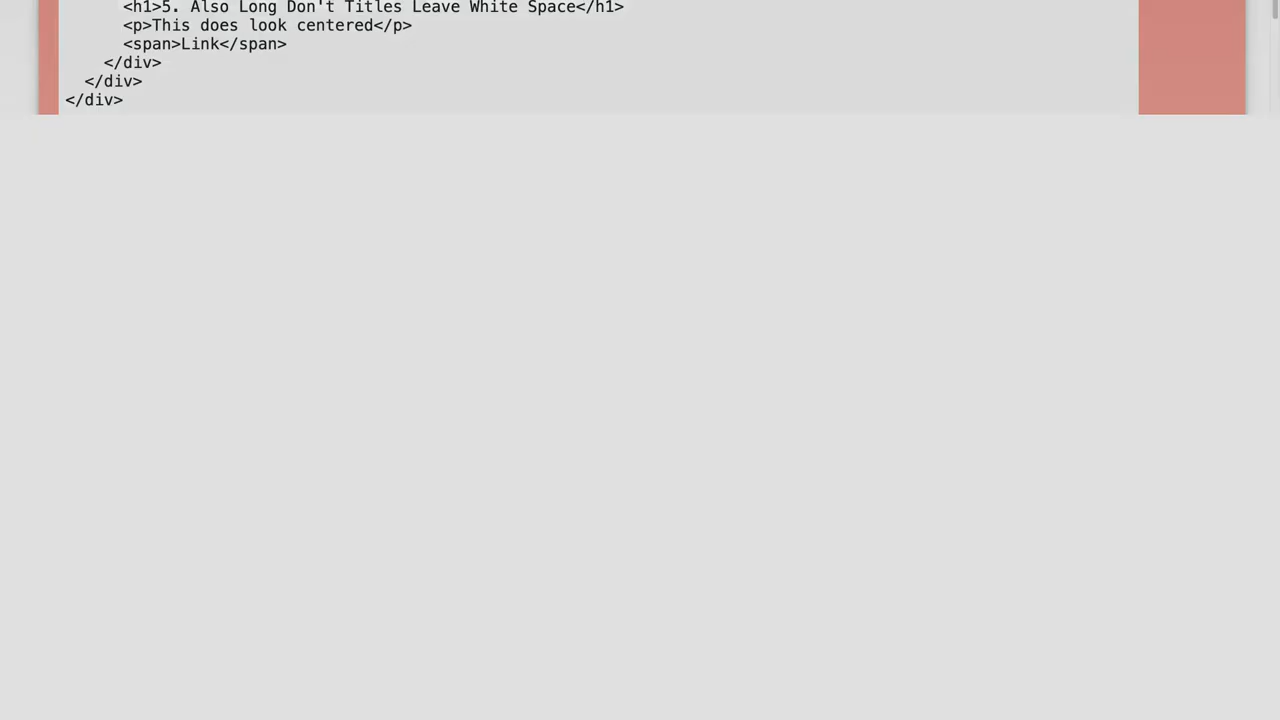 <h1>5. Also Long Don't Titles Leave White Space</h1>
<p>This does look centered</p>
<span>Link</span>
</div>
</div>
</div>